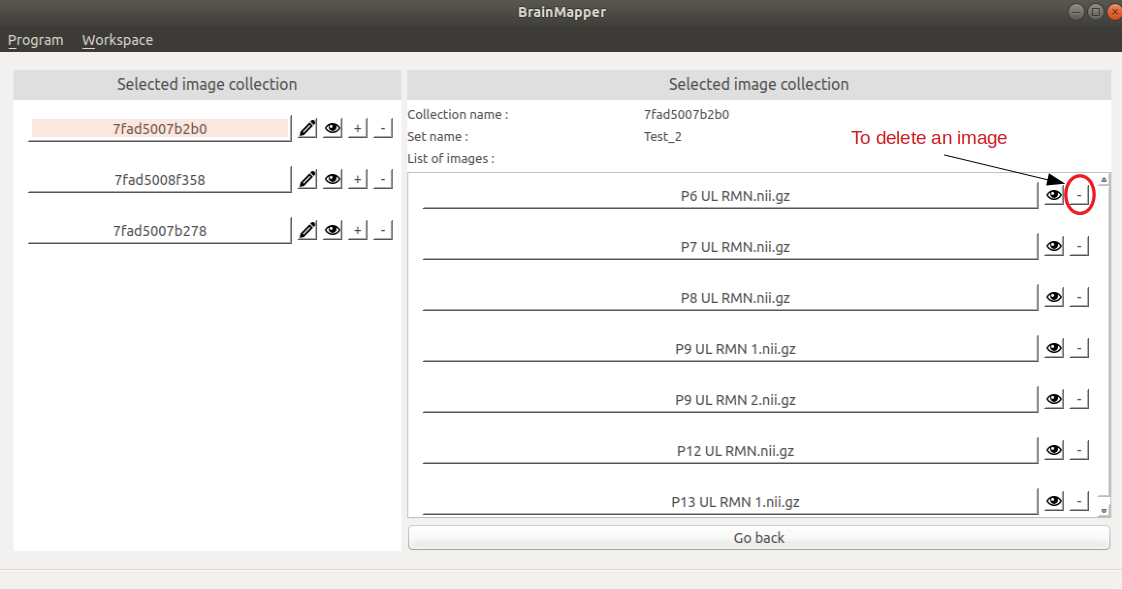 BrainMapper
Program Workspace
Selected image collection
7fad5007b2b0 + -
7fad5008f358 + -
7fad5007b278 + -
Selected image collection
Collection name : 7fad5007b2b0
Set name : Test_2
To delete an image
List of images :
P6 UL RMN.nii.gz -
P7 UL RMN.nii.gz -
P8 UL RMN.nii.gz -
P9 UL RMN 1.nii.gz -
P9 UL RMN 2.nii.gz -
P12 UL RMN.nii.gz -
P13 UL RMN 1.nii.gz -
Go back